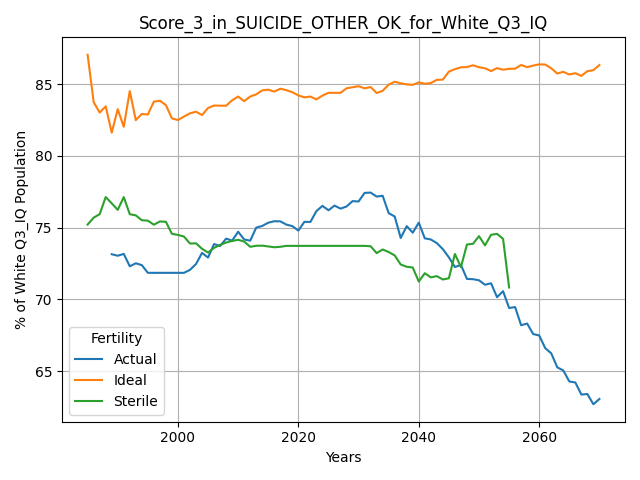 Score_3_in_SUICIDE_OTHER_OK_for_White_Q3_IQ
% of White Q3_IQ Population
85
80
75
70
65
Fertility
Actual
Ideal
Sterile
2000
2020
2040
2060
Years